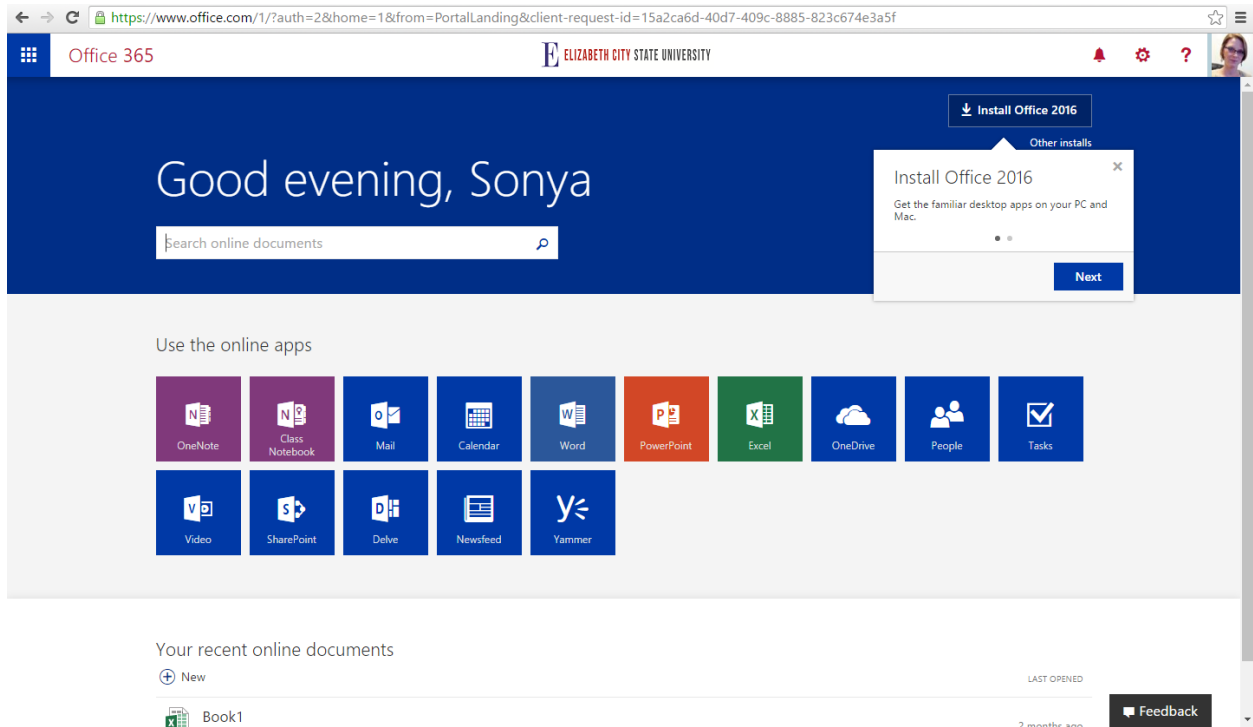 https://www.office.com/1/?auth=2&home=1&from=PortalLanding&client-request-id=15a2ca6d-40d7-409c-8885-823c674e3a5f
Office 365
E ELIZABETH CITY STATE UNIVERSITY
?
Install Office 2016
Other installs
Good evening, Sonya
Search online documents
Install Office 2016
Get the familiar desktop apps on your PC and
Mac.
Next
Use the online apps
N
OneNote
N
Class
Notebook
o
Mail
Calendar
W
Word
P
PowerPoint
X
Excel
OneDrive
People
Tasks
V
Video
S
SharePoint
D
Delve
Newsfeed
y
Yammer
Your recent online documents
New
LAST OPENED
X
Book1
2 months ago
Feedback